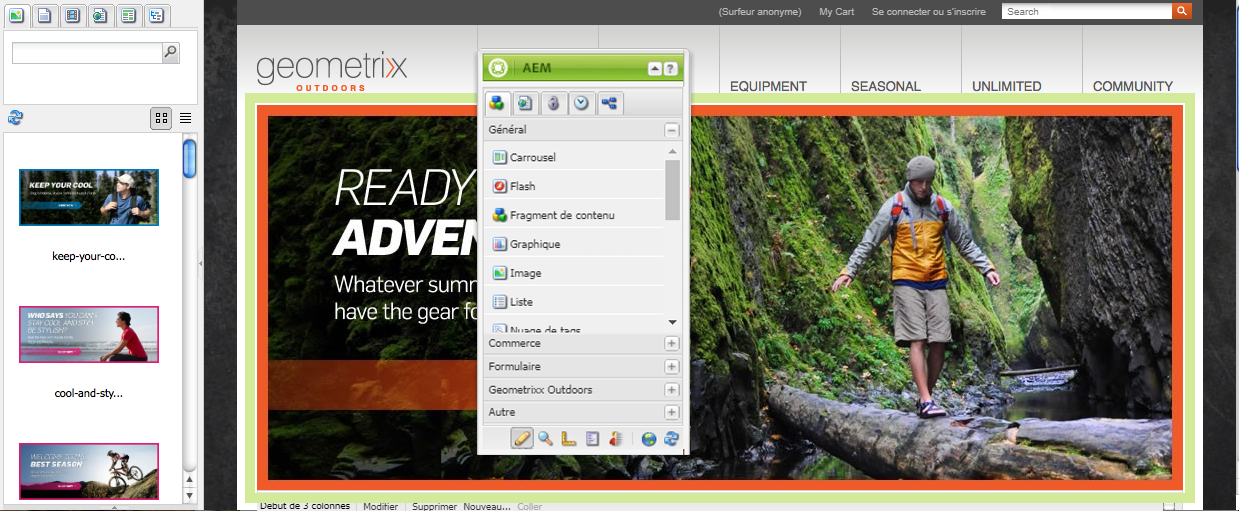 (Surfeur anonyme) My Cart Se connecter ou s'inscrire Search
geometrixx
OUTDOORS
EQUIPMENT SEASONAL UNLIMITED COMMUNITY
AEM
Général
Carrousel
Flash
Fragment de contenu
Graphique
Image
Liste
Nuage de tags
Commerce
Formulaire
Geometrixx Outdoors
Autre
READY
ADVEN
Whatever sum
have the gear fo
KEEP YOUR COOL
keep-your-co...
WHO SAYS YOU CAN'T
STAY COOL AND STILL
BE STYLISH?
cool-and-sty...
WELCOME TO THE
BEST SEASON
Début de 3 colonnes Modifier Supprimer Nouveau... Coller